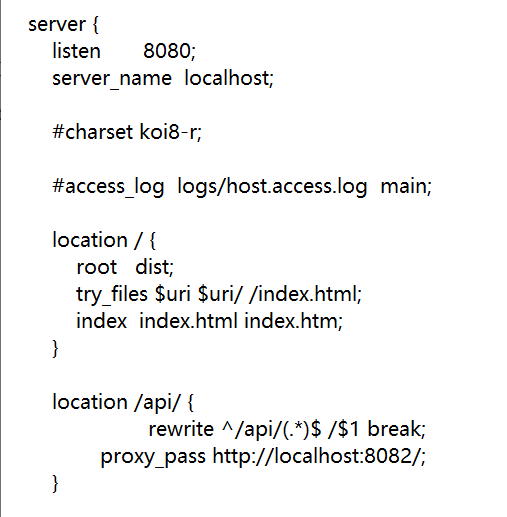 server {
listen 8080;
server_name localhost;
#charset koi8-r;
#access_log logs/host.access.log main;
location / {
root dist;
try_files $uri $uri/ /index.html;
index index.html index.htm;
}
location /api/ {
rewrite ^/api/(.*)$ /$1 break;
proxy_pass http://localhost:8082/;
}